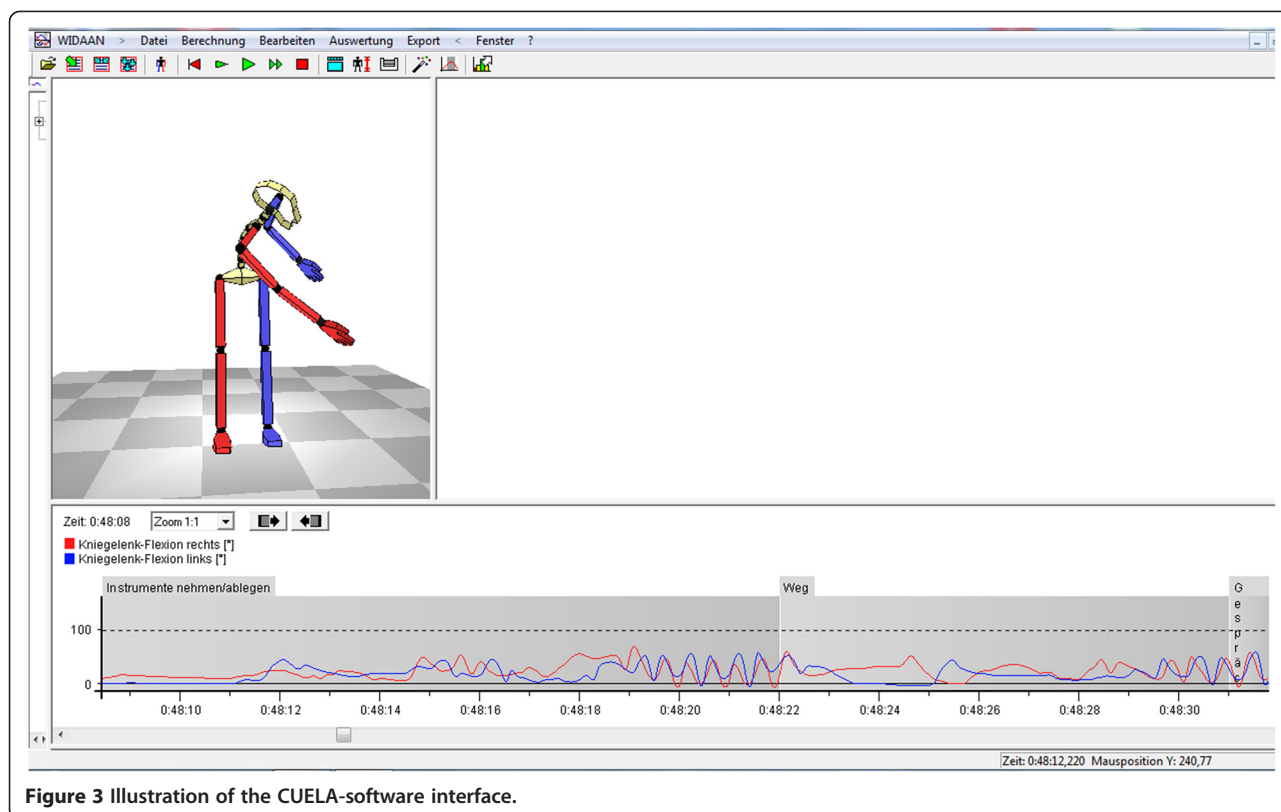 WIDAAN > Datei Berechnung Bearbeiten Auswertung Export < Fenster ?
Zeit: 0:48:08 Zoom 1:1
Kniegelenk-Flexion rechts [°]
Kniegelenk-Flexion links [°]
Instrumente nehmen/ablegen Weg Gespräc
100
0
0:48:10 0:48:12 0:48:14 0:48:16 0:48:18 0:48:20 0:48:22 0:48:24 0:48:26 0:48:28 0:48:30
Zeit: 0:48:12,220 Mausposition Y: 240,77
Figure 3 Illustration of the CUELA-software interface.